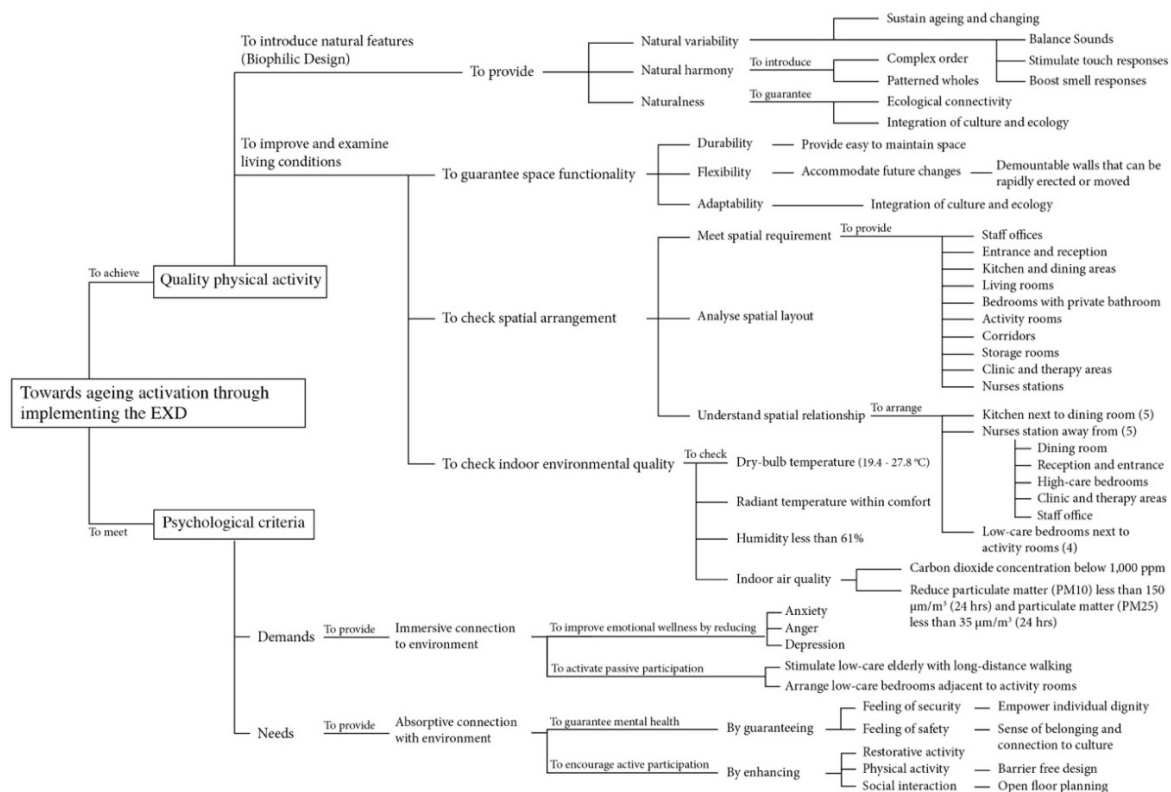 To introduce natural features
(Biophilic Design)
To provide
Natural variability
Sustain ageing and changing
Balance Sounds
Stimulate touch responses
Boost smell responses
Natural harmony
To introduce
Complex order
Patterned wholes
Naturalness
To guarantee
Ecological connectivity
Integration of culture and ecology
To improve and examine
living conditions
To guarantee space functionality
Durability
Provide easy to maintain space
Flexibility
Accommodate future changes
Demountable walls that can be
rapidly erected or moved
Adaptability
Integration of culture and ecology
To achieve
Quality physical activity
To check spatial arrangement
Meet spatial requirement
To provide
Staff offices
Entrance and reception
Kitchen and dining areas
Living rooms
Bedrooms with private bathroom
Activity rooms
Corridors
Storage rooms
Clinic and therapy areas
Nurses stations
Analyse spatial layout
Understand spatial relationship
To arrange
Kitchen next to dining room (5)
Nurses station away from (5)
Dining room
Reception and entrance
High-care bedrooms
Clinic and therapy areas
Staff office
Low-care bedrooms next to
activity rooms (4)
Towards ageing activation through
implementing the EXD
To check indoor environmental quality
To check
Dry-bulb temperature (19.4 - 27.8 ºC)
Radiant temperature within comfort
Humidity less than 61%
Indoor air quality
Carbon dioxide concentration below 1,000 ppm
Reduce particulate matter (PM10) less than 150
μm/m³ (24 hrs) and particulate matter (PM25)
less than 35 μm/m³ (24 hrs)
To meet
Psychological criteria
Demands
To provide
Immersive connection
to environment
To improve emotional wellness by reducing
Anxiety
Anger
Depression
To activate passive participation
Stimulate low-care elderly with long-distance walking
Arrange low-care bedrooms adjacent to activity rooms
Needs
To provide
Absorptive connection
with environment
To guarantee mental health
By guaranteeing
Feeling of security
Empower individual dignity
Feeling of safety
Sense of belonging and
connection to culture
To encourage active participation
By enhancing
Restorative activity
Physical activity
Barrier free design
Social interaction
Open floor planning